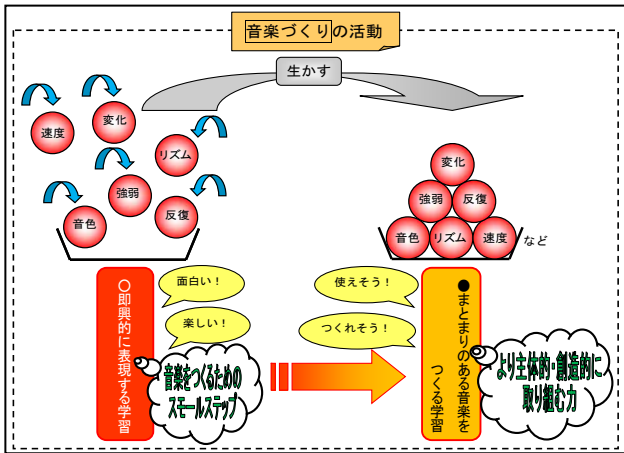 音楽づくりの活動
生かす
速度
変化
リズム
強弱
音色
反復
変化
強弱
反復
音色
リズム
速度
など
面白い!
楽しい!
使えそう!
つくれそう!
○即興的に表現する学習
音楽をつくるための
スモールステップ
●まとまりのある音楽を
つくる学習
より主体的・創造的に
取り組む力